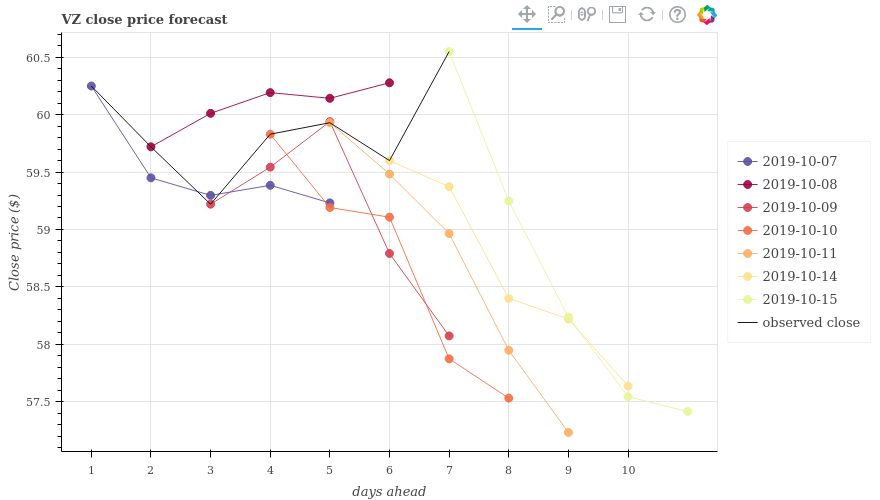 VZ close price forecast
60.5
60
59.5
59
58.5
58
57.5
Close price ($)
1 2 3 4 5 6 7 8 9 10
days ahead
2019-10-07
2019-10-08
2019-10-09
2019-10-10
2019-10-11
2019-10-14
2019-10-15
observed close